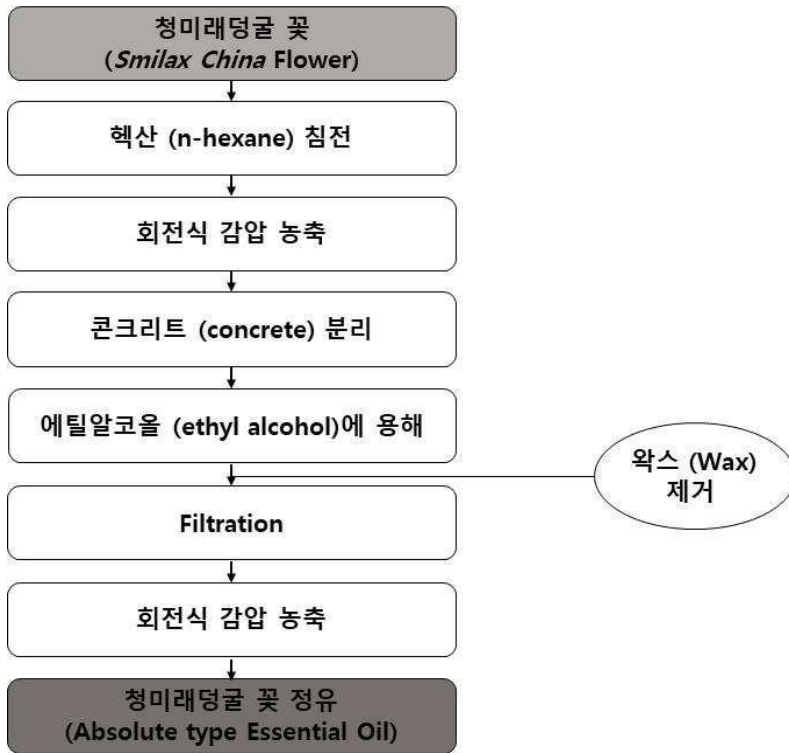 청미래덩굴 꽃
(Smilax China Flower)
헥산 (n-hexane) 침전
회전식 감압 농축
콘크리트 (concrete) 분리
에틸알코올 (ethyl alcohol)에 용해
왁스 (Wax)
제거
Filtration
회전식 감압 농축
청미래덩굴 꽃 정유
(Absolute type Essential Oil)